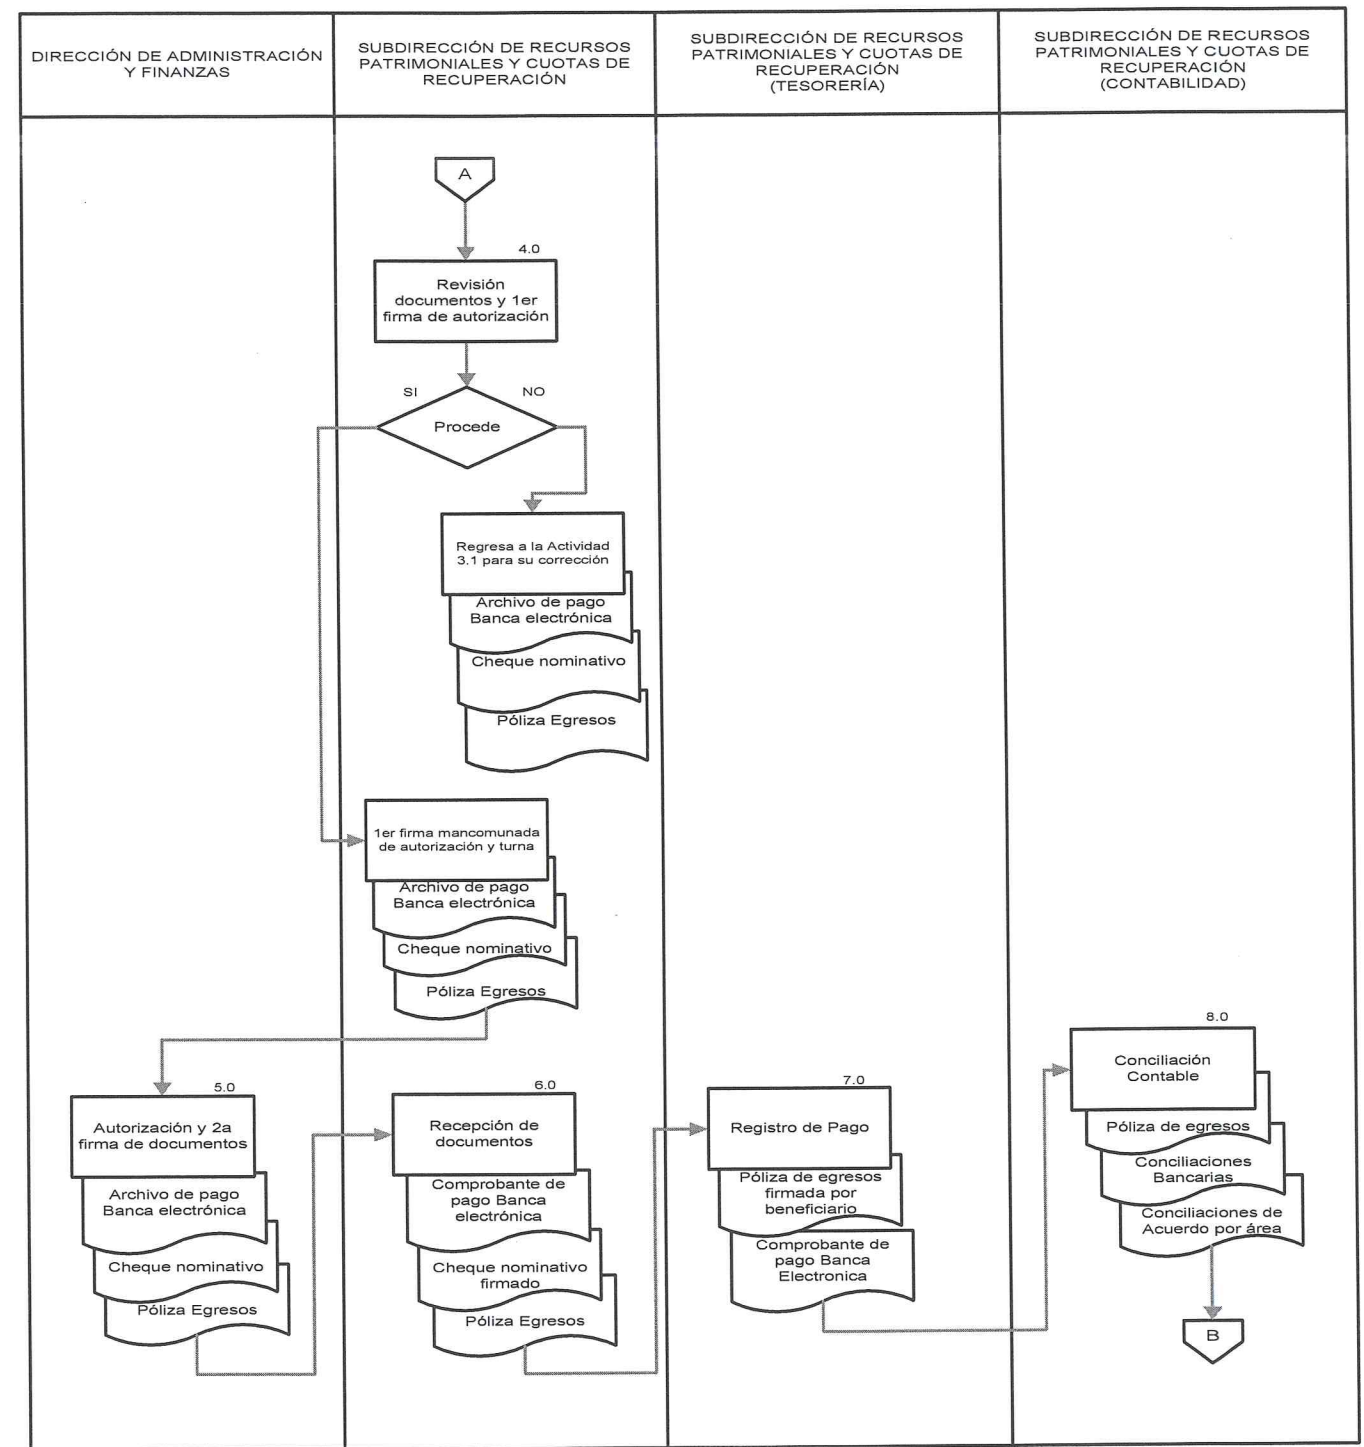 DIRECCIÓN DE ADMINISTRACIÓN
Y FINANZAS
SUBDIRECCIÓN DE RECURSOS
PATRIMONIALES Y CUOTAS DE
RECUPERACIÓN
SUBDIRECCIÓN DE RECURSOS
PATRIMONIALES Y CUOTAS DE
RECUPERACIÓN
(TESORERÍA)
SUBDIRECCIÓN DE RECURSOS
PATRIMONIALES Y CUOTAS DE
RECUPERACIÓN
(CONTABILIDAD)
A
4.0
Revisión
documentos y 1er
firma de autorización
SI
NO
Procede
Regresa a la Actividad
3.1 para su corrección
Archivo de pago
Banca electrónica
Cheque nominativo
Póliza Egresos
1er firma mancomunada
de autorización y turna
Archivo de pago
Banca electrónica
Cheque nominativo
Póliza Egresos
5.0
Autorización y 2a
firma de documentos
Archivo de pago
Banca electrónica
Cheque nominativo
Póliza Egresos
6.0
Recepción de
documentos
Comprobante de
pago Banca
electrónica
Cheque nominativo
firmado
Póliza Egresos
7.0
Registro de Pago
Póliza de egresos
firmada por
beneficiario
Comprobante de
pago Banca
Electronica
8.0
Conciliación
Contable
Póliza de egresos
Conciliaciones
Bancarias
Conciliaciones de
Acuerdo por área
B